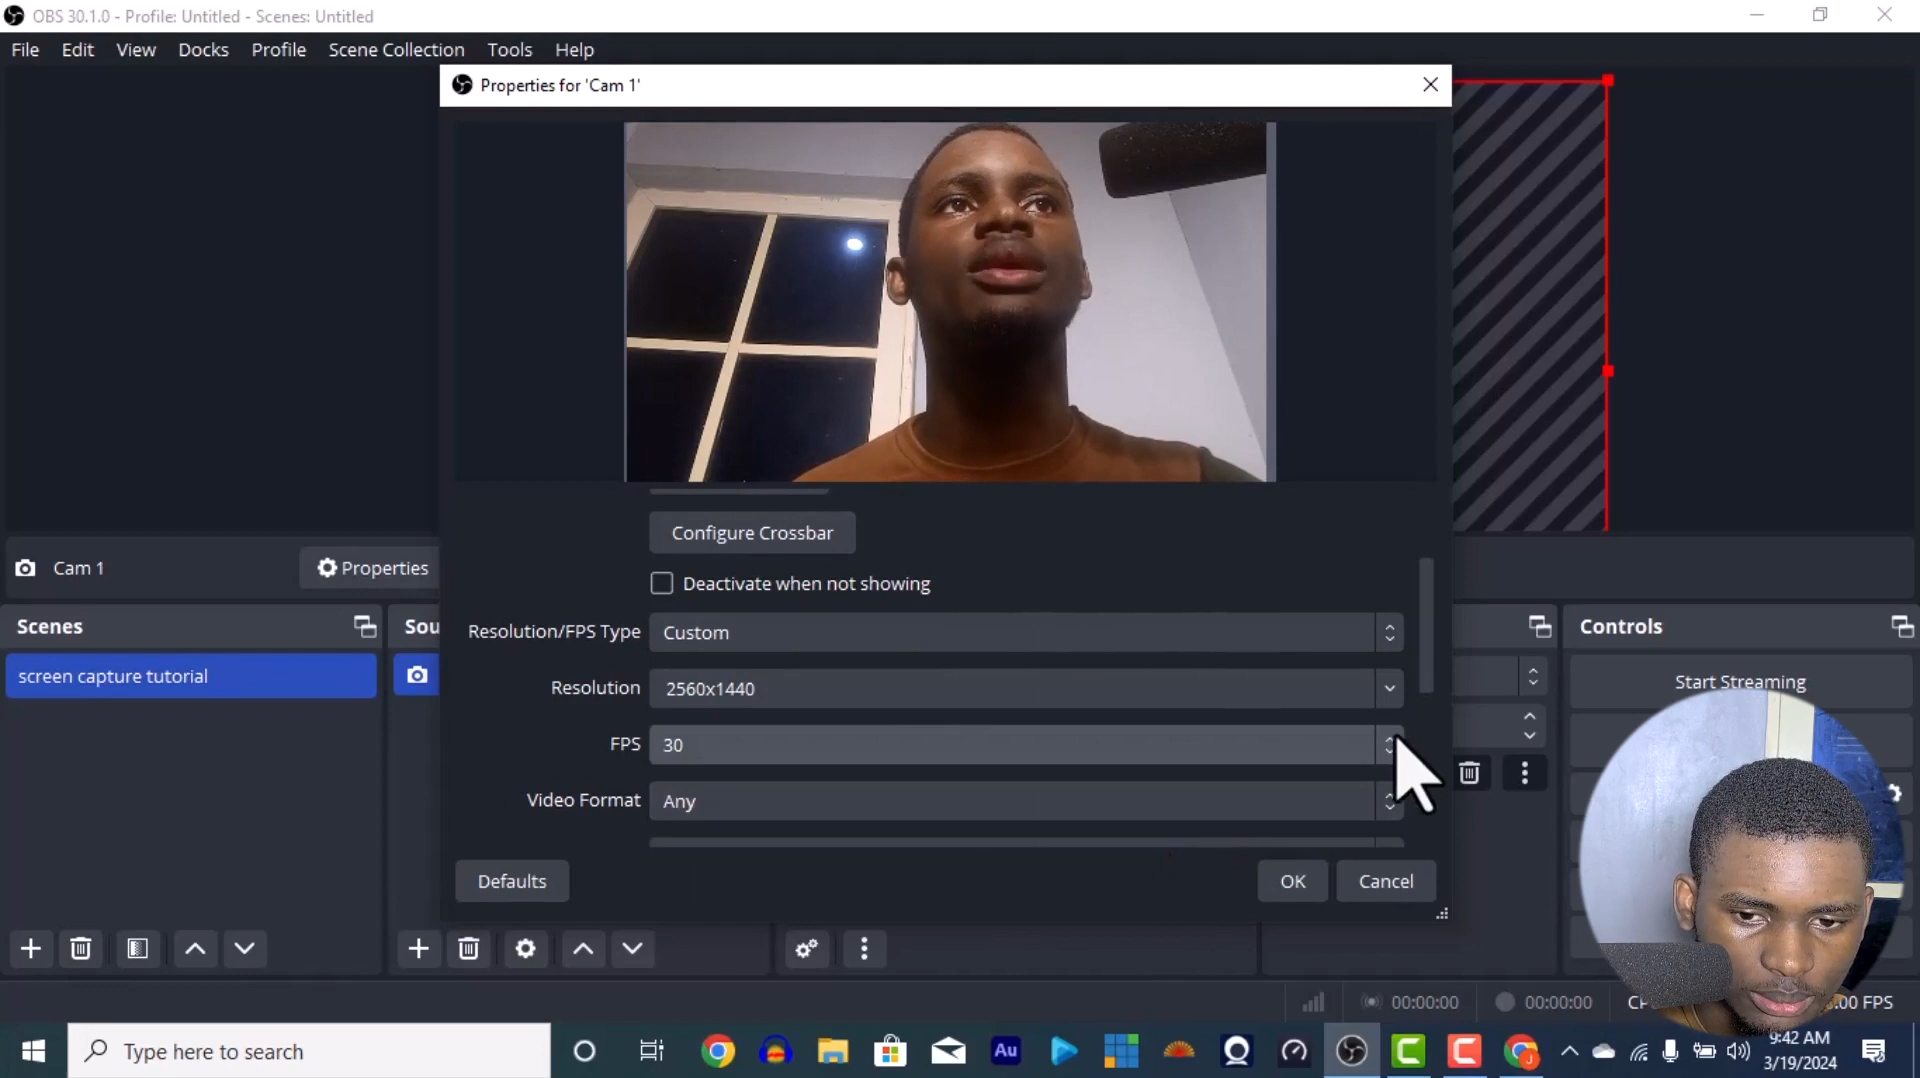 OBS 30.1.0 - Profile: Untitled - Scenes: Untitled
File Edit View Docks Profile Scene Collection Tools Help
Properties for 'Cam 1'
Configure Crossbar
Deactivate when not showing
Resolution/FPS Type Custom
Resolution 2560x1440
FPS 30
Video Format Any
Defaults OK Cancel
Cam 1 Properties
Scenes Sou Controls
screen capture tutorial
Start Streaming
00:00:00 00:00:00 .00 FPS
Type here to search
Au
9:42 AM
3/19/2024